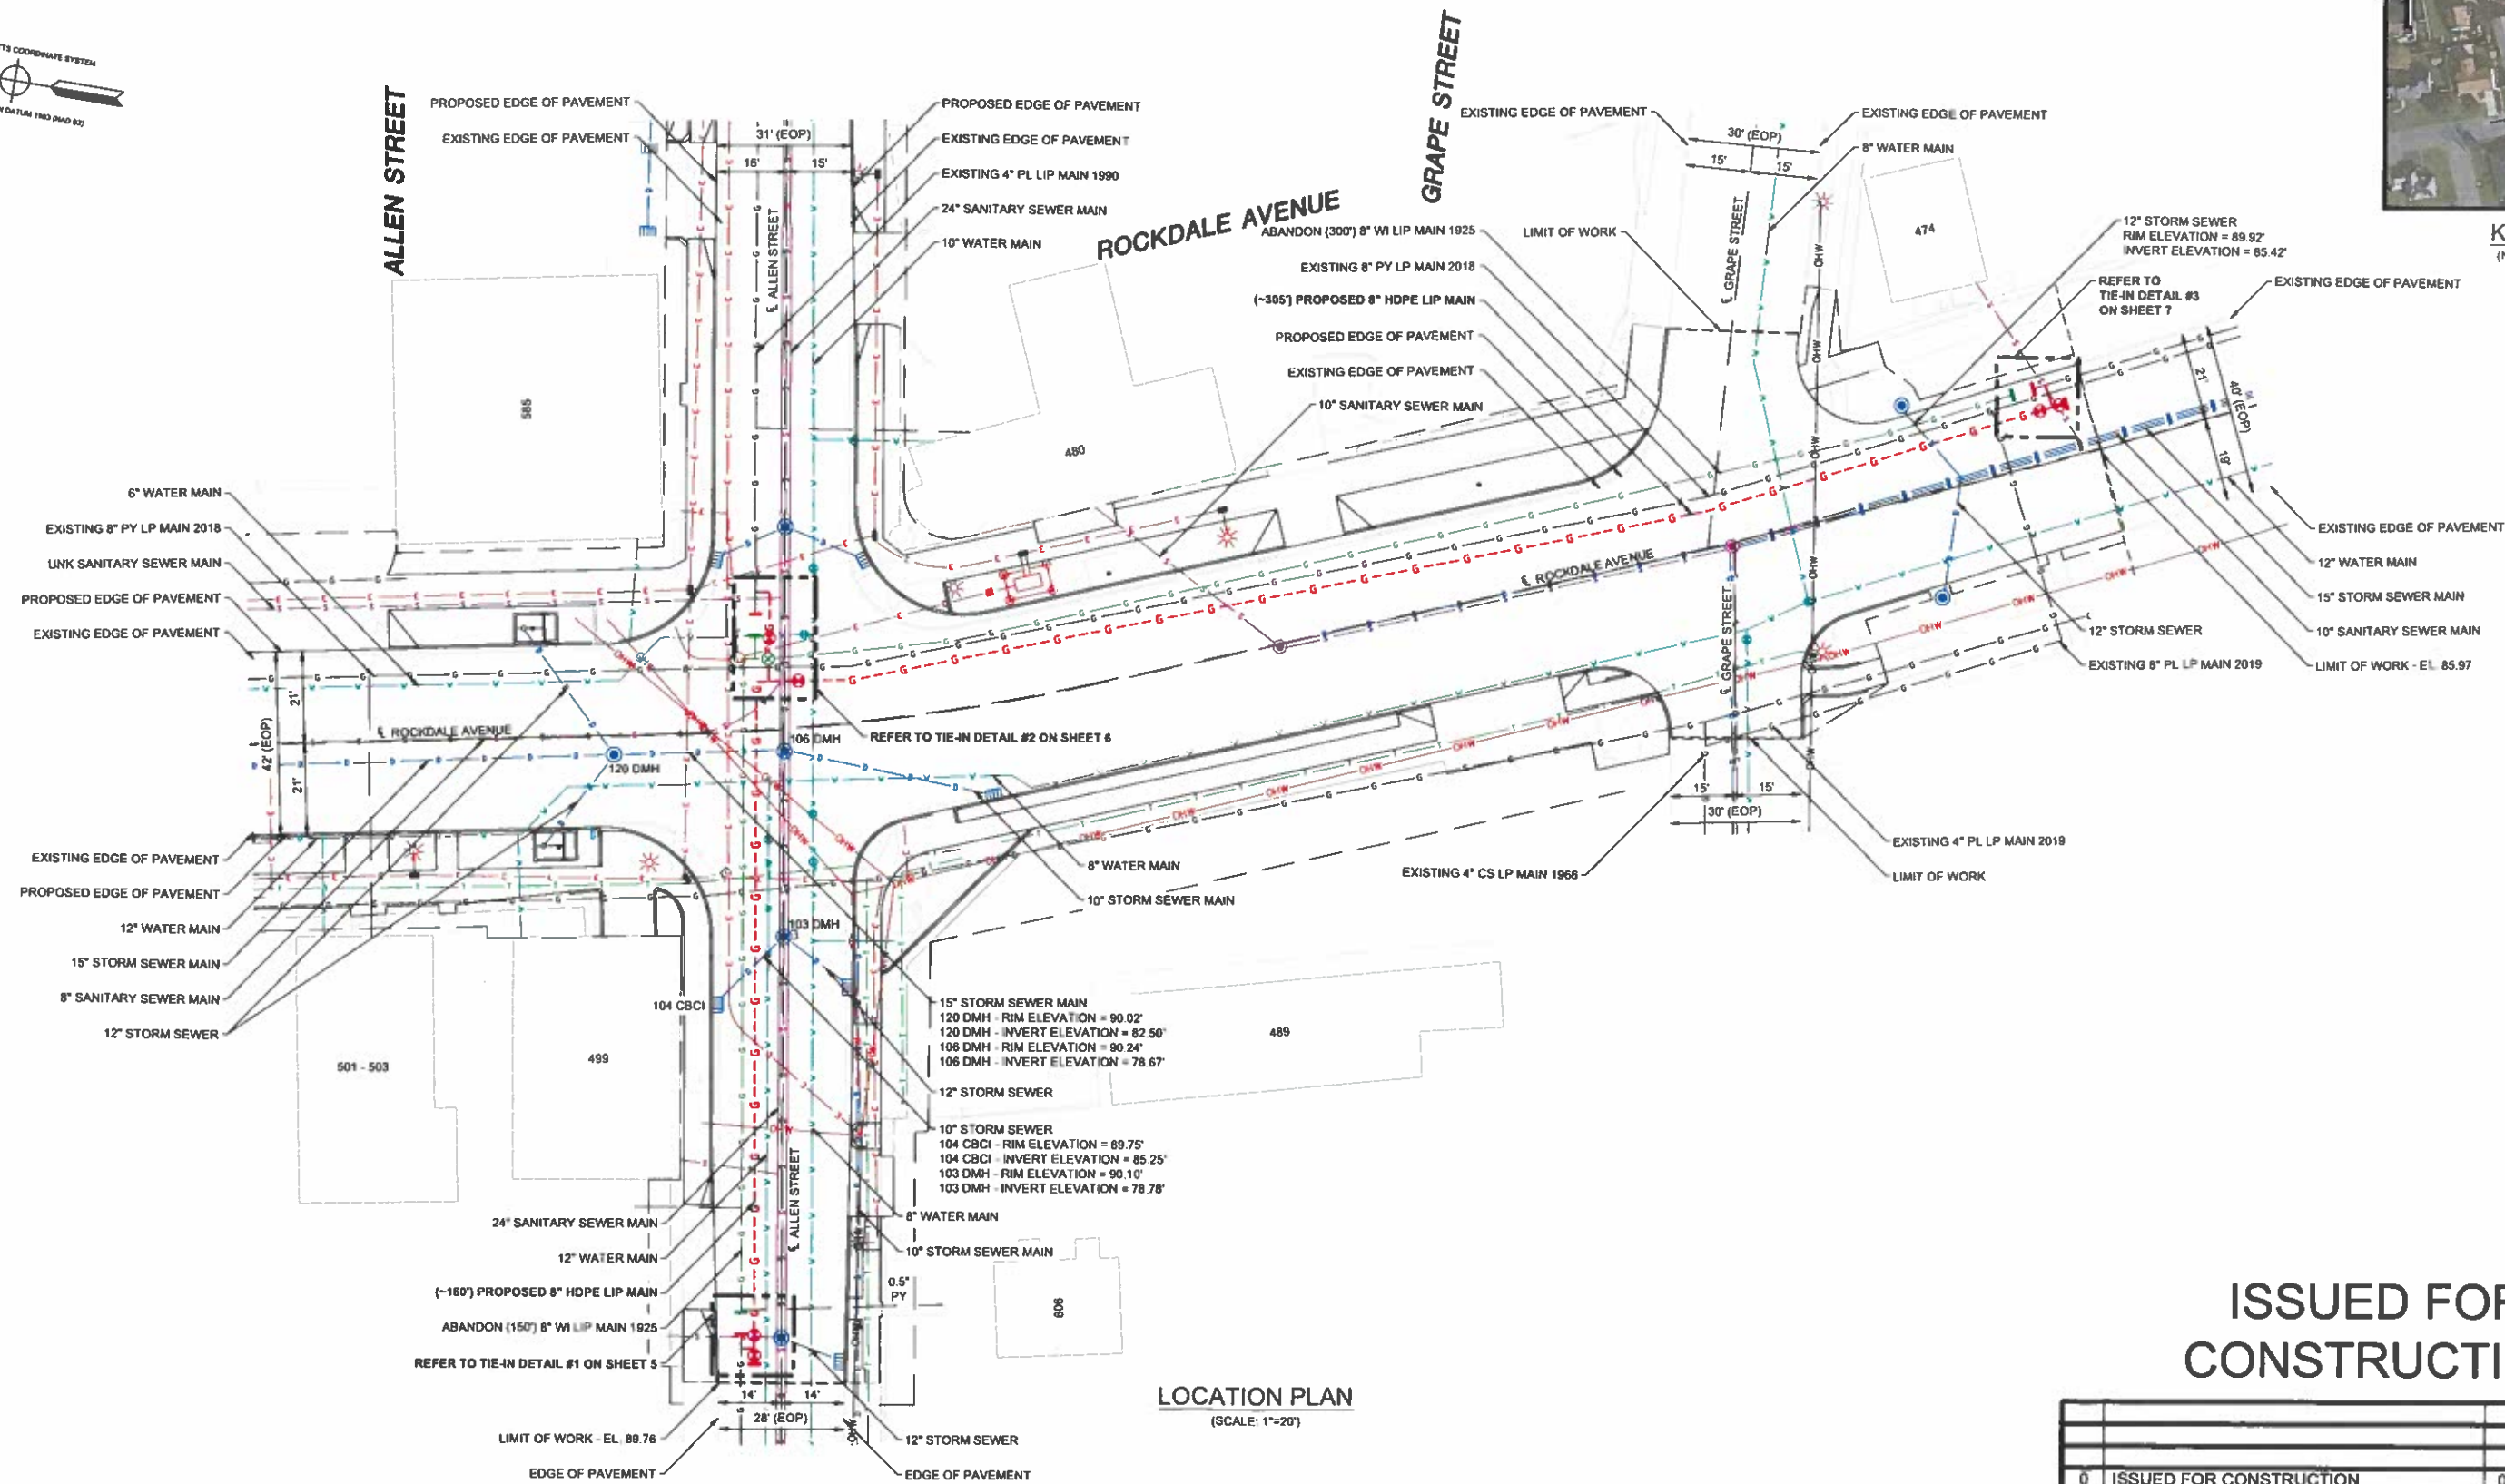 ALLEN STREET
GRAPE STREET
ROCKDALE AVENUE
PROPOSED EDGE OF PAVEMENT
EXISTING EDGE OF PAVEMENT
31' (EOP)
16'
15'
PROPOSED EDGE OF PAVEMENT
EXISTING EDGE OF PAVEMENT
EXISTING 4" PL LIP MAIN 1990
24" SANITARY SEWER MAIN
10" WATER MAIN
℄ ALLEN STREET
ABANDON (300') 8" WI LIP MAIN 1925
EXISTING 8" PY LP MAIN 2018
(~305') PROPOSED 8" HDPE LIP MAIN
PROPOSED EDGE OF PAVEMENT
EXISTING EDGE OF PAVEMENT
10" SANITARY SEWER MAIN
EXISTING EDGE OF PAVEMENT
LIMIT OF WORK
30' (EOP)
15'
15'
EXISTING EDGE OF PAVEMENT
8" WATER MAIN
℄ GRAPE STREET
474
12" STORM SEWER
RIM ELEVATION = 89.92'
INVERT ELEVATION = 85.42'
REFER TO
TIE-IN DETAIL #3
ON SHEET 7
EXISTING EDGE OF PAVEMENT
21'
40' (EOP)
19'
585
480
6" WATER MAIN
EXISTING 8" PY LP MAIN 2018
UNK SANITARY SEWER MAIN
PROPOSED EDGE OF PAVEMENT
EXISTING EDGE OF PAVEMENT
42' (EOP)
21'
21'
℄ ROCKDALE AVENUE
120 DMH
106 DMH
REFER TO TIE-IN DETAIL #2 ON SHEET 6
℄ ROCKDALE AVENUE
℄ GRAPE STREET
EXISTING EDGE OF PAVEMENT
12" WATER MAIN
15" STORM SEWER MAIN
10" SANITARY SEWER MAIN
LIMIT OF WORK - EL. 85.97
12" STORM SEWER
EXISTING 8" PL LP MAIN 2019
15'
15'
30' (EOP)
EXISTING 4" PL LP MAIN 2019
LIMIT OF WORK
EXISTING 4" CS LP MAIN 1966
8" WATER MAIN
10" STORM SEWER MAIN
EXISTING EDGE OF PAVEMENT
PROPOSED EDGE OF PAVEMENT
12" WATER MAIN
15" STORM SEWER MAIN
8" SANITARY SEWER MAIN
12" STORM SEWER
103 DMH
104 CBCI
501 - 503
499
489
15" STORM SEWER MAIN
120 DMH - RIM ELEVATION = 90.02'
120 DMH - INVERT ELEVATION = 82.50'
106 DMH - RIM ELEVATION = 90.24'
106 DMH - INVERT ELEVATION = 78.67'
12" STORM SEWER
10" STORM SEWER
104 CBCI - RIM ELEVATION = 89.75'
104 CBCI - INVERT ELEVATION = 85.25'
103 DMH - RIM ELEVATION = 90.10'
103 DMH - INVERT ELEVATION = 78.78'
8" WATER MAIN
10" STORM SEWER MAIN
24" SANITARY SEWER MAIN
12" WATER MAIN
(~160') PROPOSED 8" HDPE LIP MAIN
ABANDON (150') 8" WI LIP MAIN 1925
REFER TO TIE-IN DETAIL #1 ON SHEET 5
℄ ALLEN STREET
0.5"
PY
606
14'
14'
28' (EOP)
LIMIT OF WORK - EL. 89.76
EDGE OF PAVEMENT
12" STORM SEWER
EDGE OF PAVEMENT
LOCATION PLAN
(SCALE: 1"=20')
ISSUED FOR
CONSTRUCTI
0 ISSUED FOR CONSTRUCTION